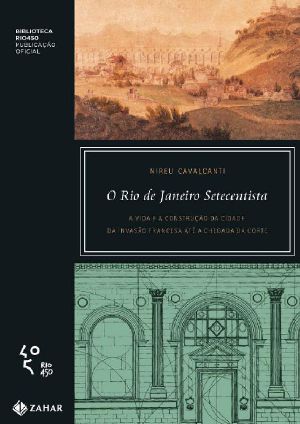 BIBLIOTECA
RIO450
PUBLICAÇÃO
OFICIAL
NIREU CAVALCANTI
O Rio de Janeiro Setecentista
A VIDA E A CONSTRUÇÃO DA CIDADE
DA INVASÃO FRANCESA ATÉ A CHEGADA DA CORTE
RIO
450
ZAHAR